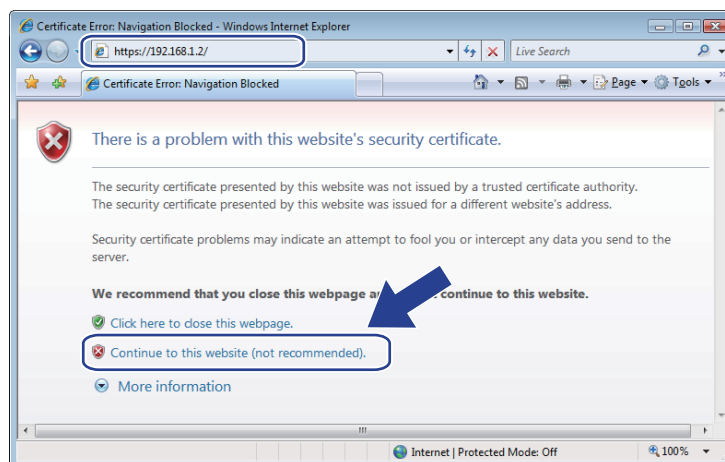 Certificate Error: Navigation Blocked - Windows Internet Explorer
https://192.168.1.2/
Live Search
Certificate Error: Navigation Blocked
Page
Tools
There is a problem with this website's security certificate.
The security certificate presented by this website was not issued by a trusted certificate authority.
The security certificate presented by this website was issued for a different website's address.
Security certificate problems may indicate an attempt to fool you or intercept any data you send to the
server.
We recommend that you close this webpage continue to this website.
Click here to close this webpage.
Continue to this website (not recommended).
More information
Internet | Protected Mode: Off
100%